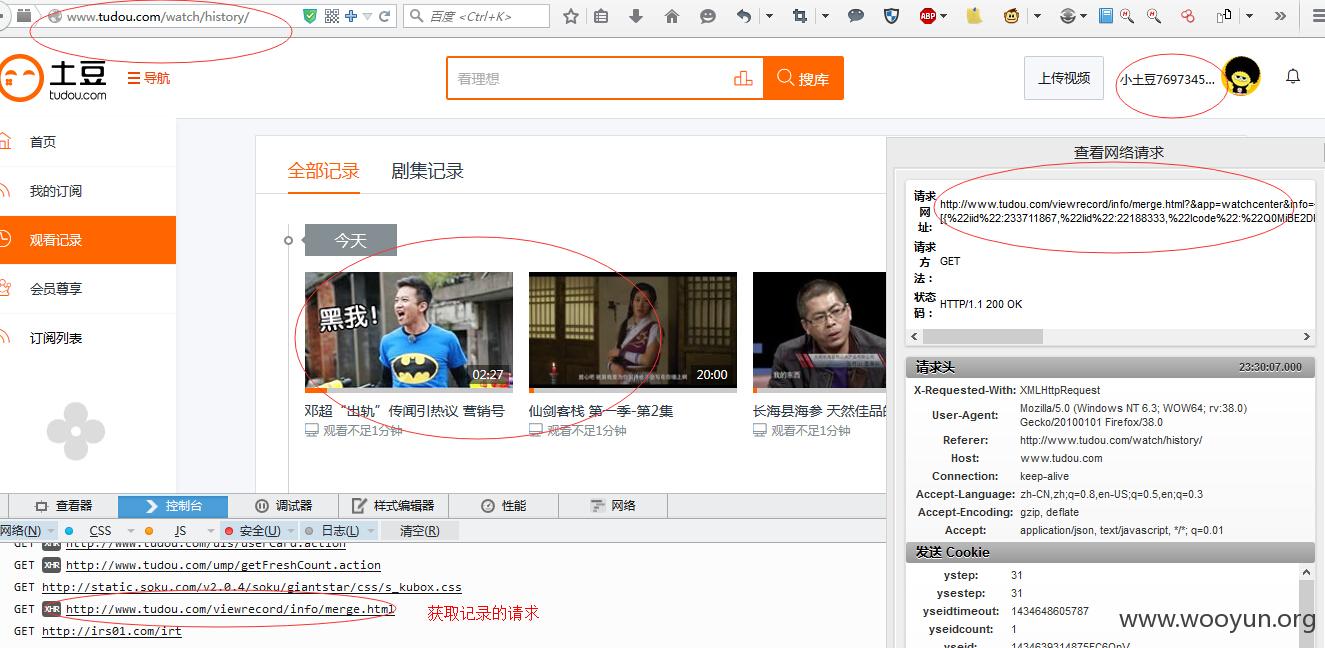 www.tudou.com/watch/history/
百度 <Ctrl+K>
ABP
土豆
tudou.com
导航
看理想
搜库
上传视频
小土豆7697345...
首页
我的订阅
观看记录
会员尊享
订阅列表
全部记录
剧集记录
今天
黑我!
02:27
20:00
我的东西
邓超“出轨”传闻引热议 营销号
仙剑客栈 第一季-第2集
长海县海参 天然佳品的
观看不足1分钟
观看不足1分钟
观看不足1分钟
查看网络请求
请求网址:
http://www.tudou.com/viewrecord/info/merge.html?&app=watchcenter&info=
[{%22iid%22:233711867,%22lid%22:22188333,%22lcode%22:%22Q0MiBE2DI
请求方法:
GET
状态码:
HTTP/1.1 200 OK
请求头
23:30:07.000
X-Requested-With: XMLHttpRequest
User-Agent: Mozilla/5.0 (Windows NT 6.3; WOW64; rv:38.0)
Gecko/20100101 Firefox/38.0
Referer: http://www.tudou.com/watch/history/
Host: www.tudou.com
Connection: keep-alive
Accept-Language: zh-CN,zh;q=0.8,en-US;q=0.5,en;q=0.3
Accept-Encoding: gzip, deflate
Accept: application/json, text/javascript, */*; q=0.01
发送 Cookie
ystep: 31
ysestep: 31
yseidtimeout: 1434648605787
yseidcount: 1
yseid: 1434639314875FC6OnV
查看器
控制台
调试器
样式编辑器
性能
网络
网络(N)
CSS
JS
安全(U)
日志(L)
清空(R)
GET XHR http://www.tudou.com/uis/userCard.action
GET XHR http://www.tudou.com/ump/getFreshCount.action
GET http://static.soku.com/v2.0.4/soku/giantstar/css/s_kubox.css
GET XHR http://www.tudou.com/viewrecord/info/merge.html
获取记录的请求
GET http://irs01.com/irt
www.wooyun.org